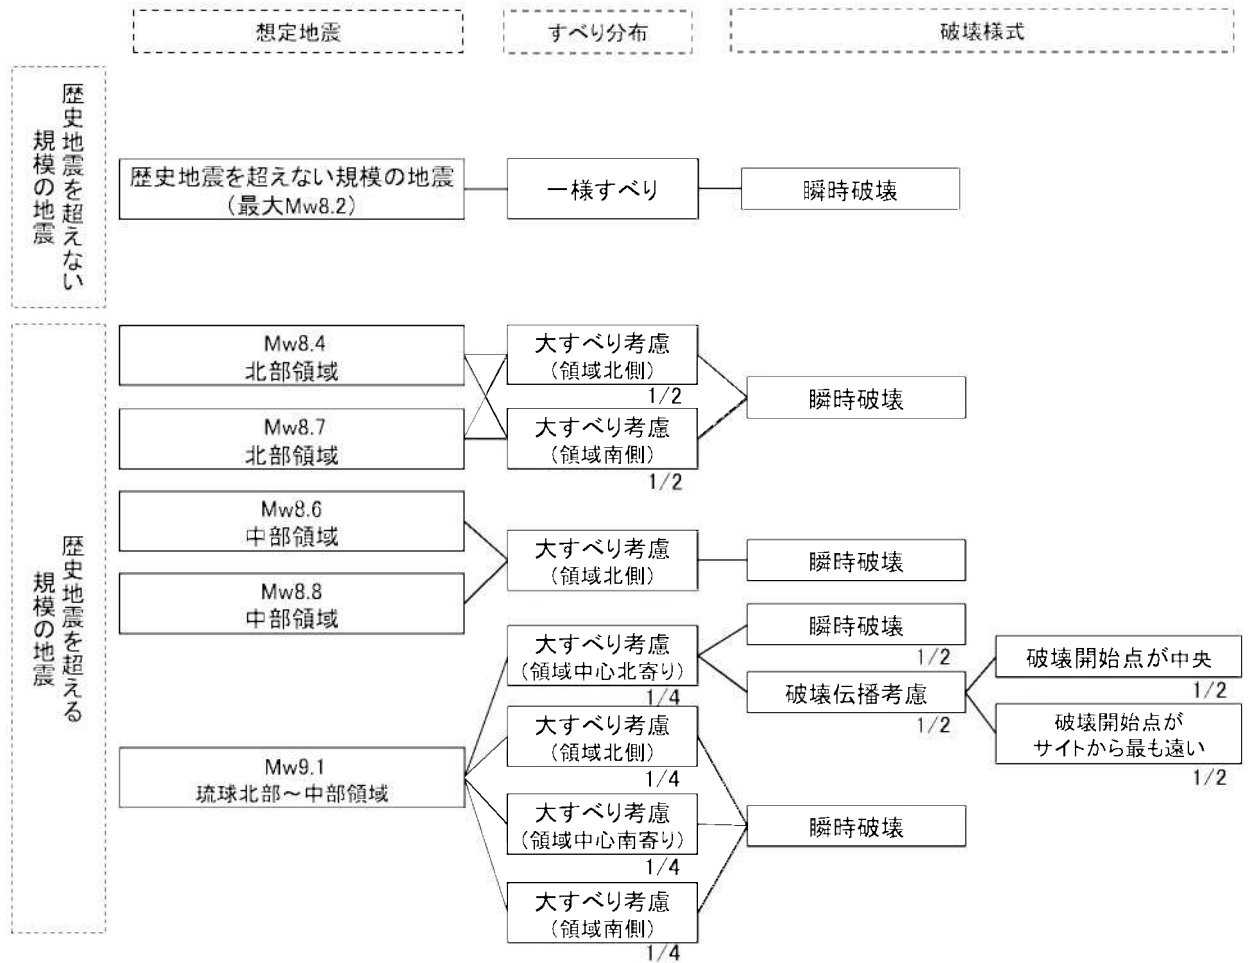 想定地震
すべり分布
破壊様式
歴史地震を超えない
規模の地震
歴史地震を超えない規模の地震
（最大Mw8.2）
一様すべり
瞬時破壊
歴史地震を超える
規模の地震
Mw8.4
北部領域
大すべり考慮
（領域北側）
1/2
Mw8.7
北部領域
大すべり考慮
（領域南側）
1/2
瞬時破壊
Mw8.6
中部領域
Mw8.8
中部領域
大すべり考慮
（領域北側）
瞬時破壊
Mw9.1
琉球北部～中部領域
大すべり考慮
（領域中心北寄り）
1/4
瞬時破壊
1/2
破壊伝播考慮
1/2
破壊開始点が中央
1/2
破壊開始点が
サイトから最も遠い
1/2
大すべり考慮
（領域北側）
1/4
大すべり考慮
（領域中心南寄り）
1/4
大すべり考慮
（領域南側）
1/4
瞬時破壊